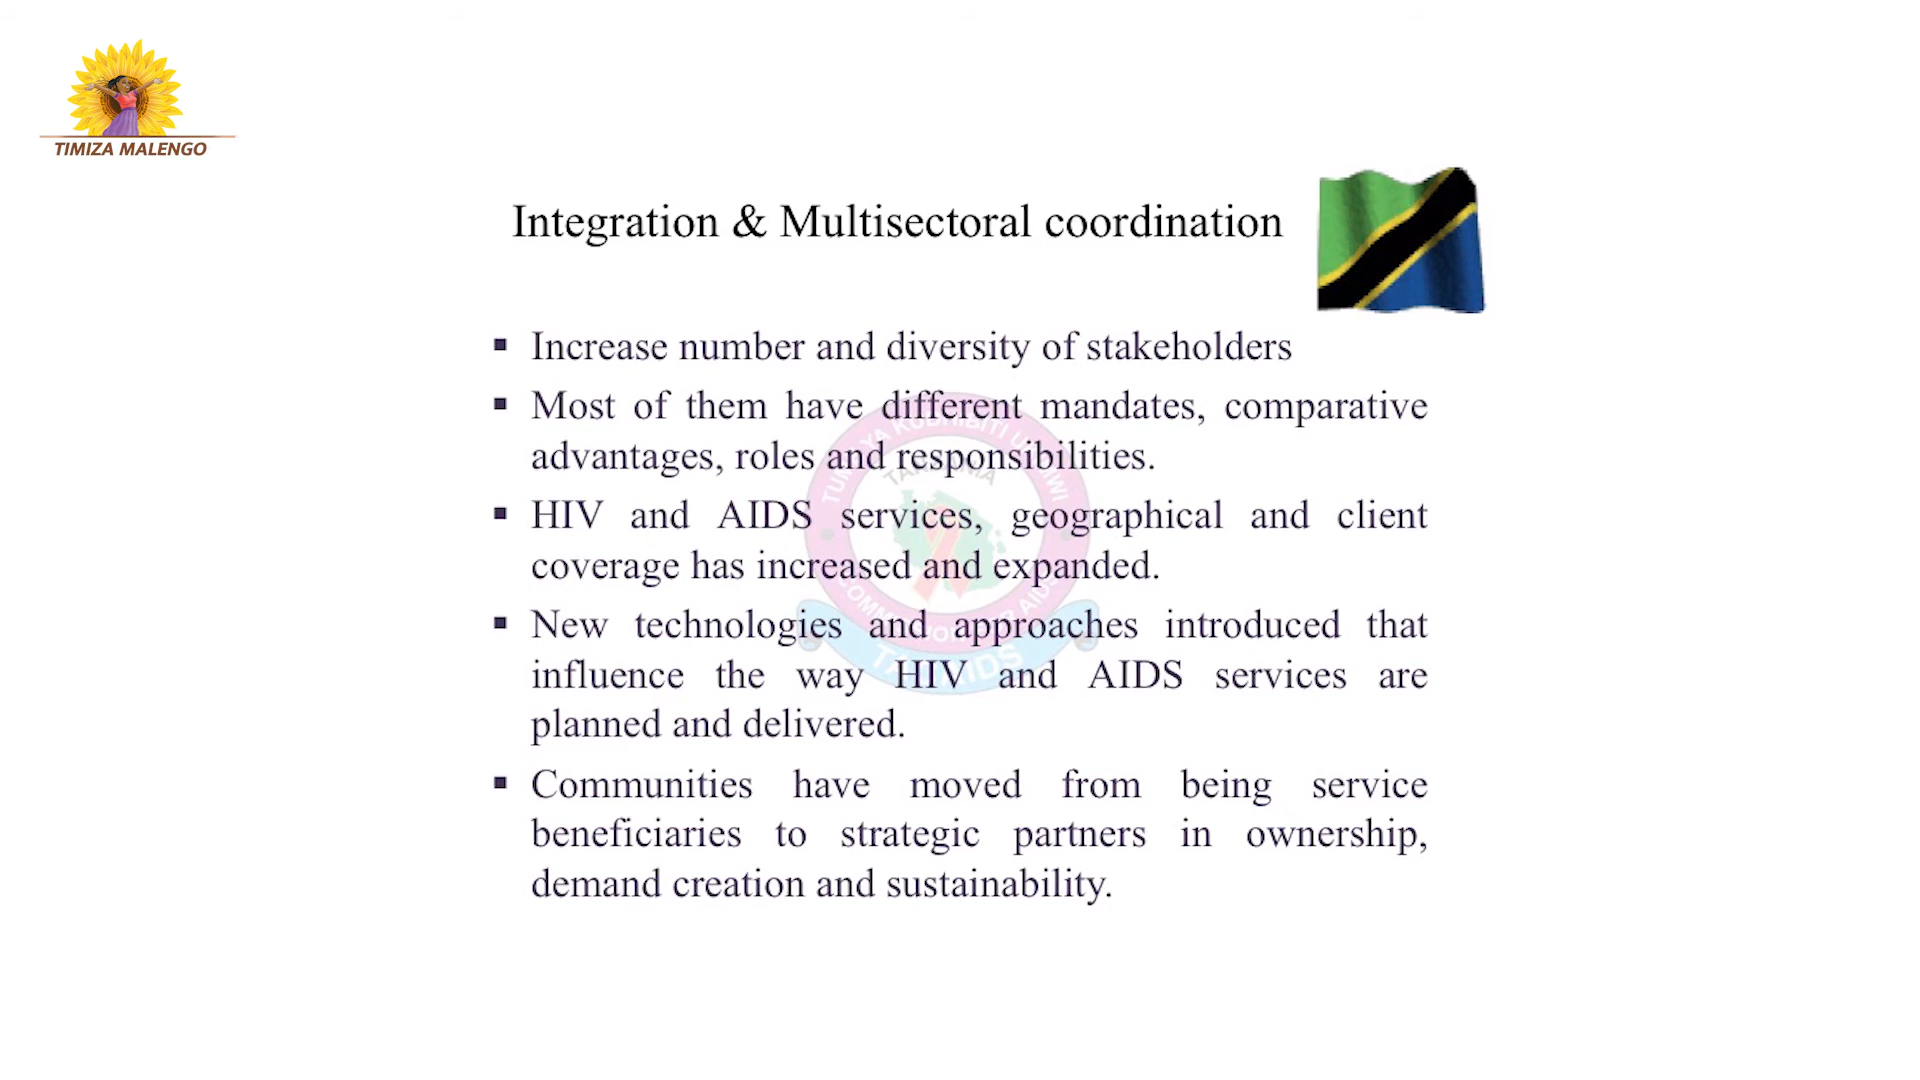 TIMIZA MALENGO
Integration & Multisectoral coordination
▪ Increase number and diversity of stakeholders
▪ Most of them have different mandates, comparative
advantages, roles and responsibilities.
▪ HIV and AIDS services, geographical and client
coverage has increased and expanded.
▪ New technologies and approaches introduced that
influence the way HIV and AIDS services are
planned and delivered.
▪ Communities have moved from being service
beneficiaries to strategic partners in ownership,
demand creation and sustainability.
TANZANIA